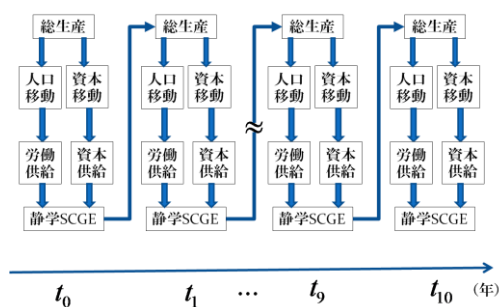 総生産
総生産
総生産
総生産
人口
移動
資本
移動
人口
移動
資本
移動
人口
移動
資本
移動
人口
移動
資本
移動
≈
労働
供給
資本
供給
労働
供給
資本
供給
労働
供給
資本
供給
労働
供給
資本
供給
静学SCGE
静学SCGE
静学SCGE
静学SCGE
t0 t1 … t9 t10 (年)